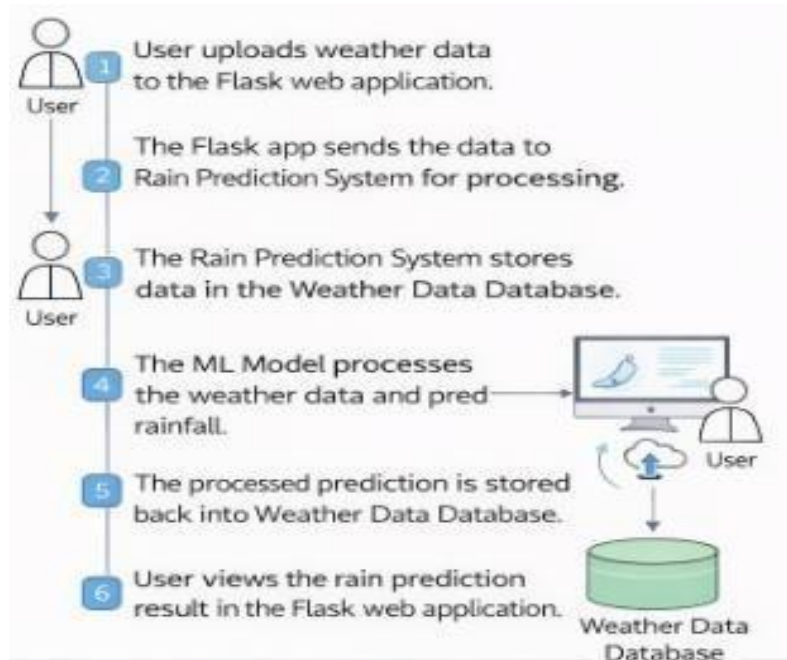 1 User uploads weather data
to the Flask web application.
User
2 The Flask app sends the data to
Rain Prediction System for processing.
3 The Rain Prediction System stores
data in the Weather Data Database.
User
4 The ML Model processes
the weather data and pred
rainfall.
User
5 The processed prediction is stored
back into Weather Data Database.
6 User views the rain prediction
result in the Flask web application.
Weather Data
Database